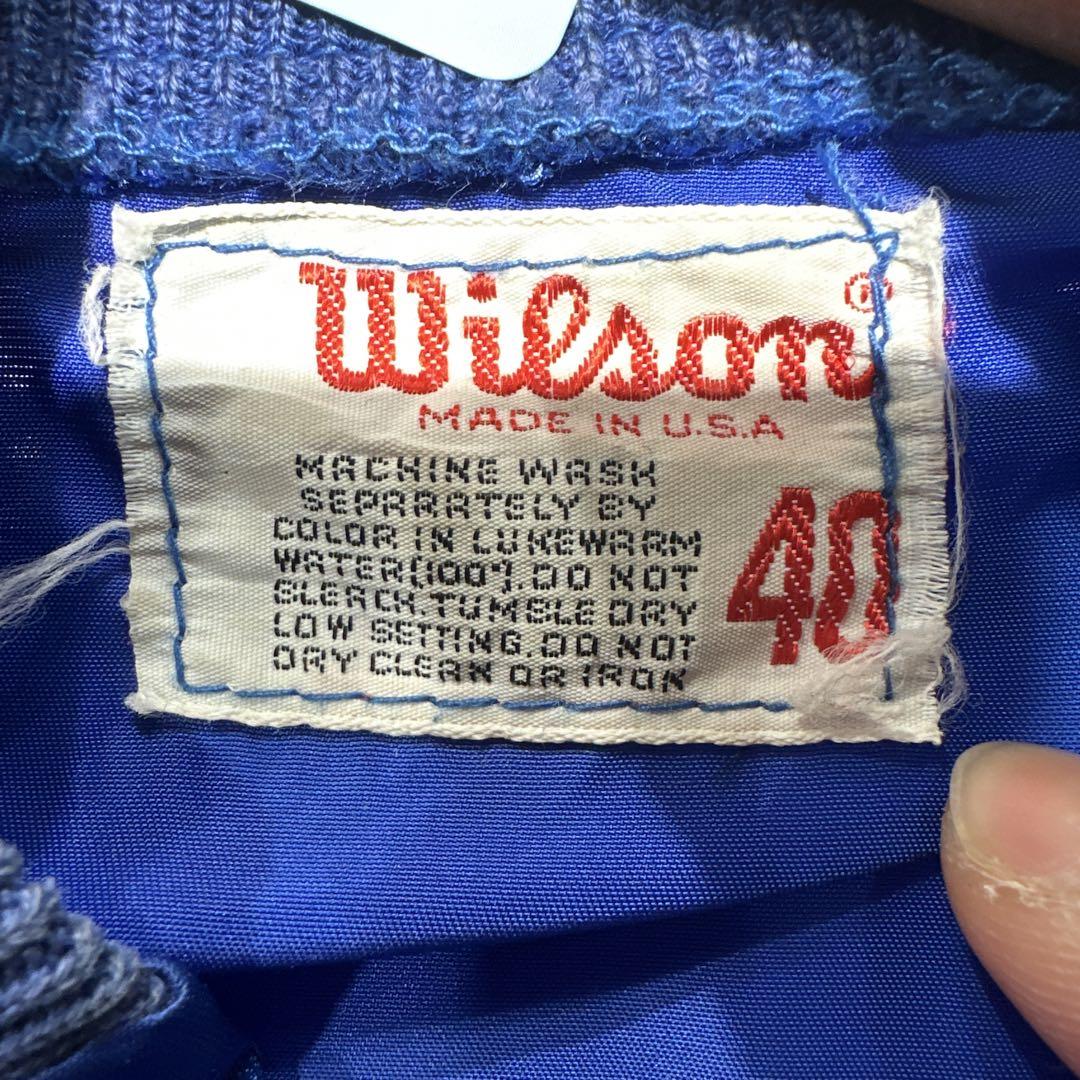 Wilson®
MADE IN U.S.A
MACHINE WASH
SEPARATELY BY
COLOR IN LUKEWARM
WATER(100°).DO NOT
BLEACH.TUMBLE DRY
LOW SETTING.DO NOT
DRY CLEAN OR IRON
40